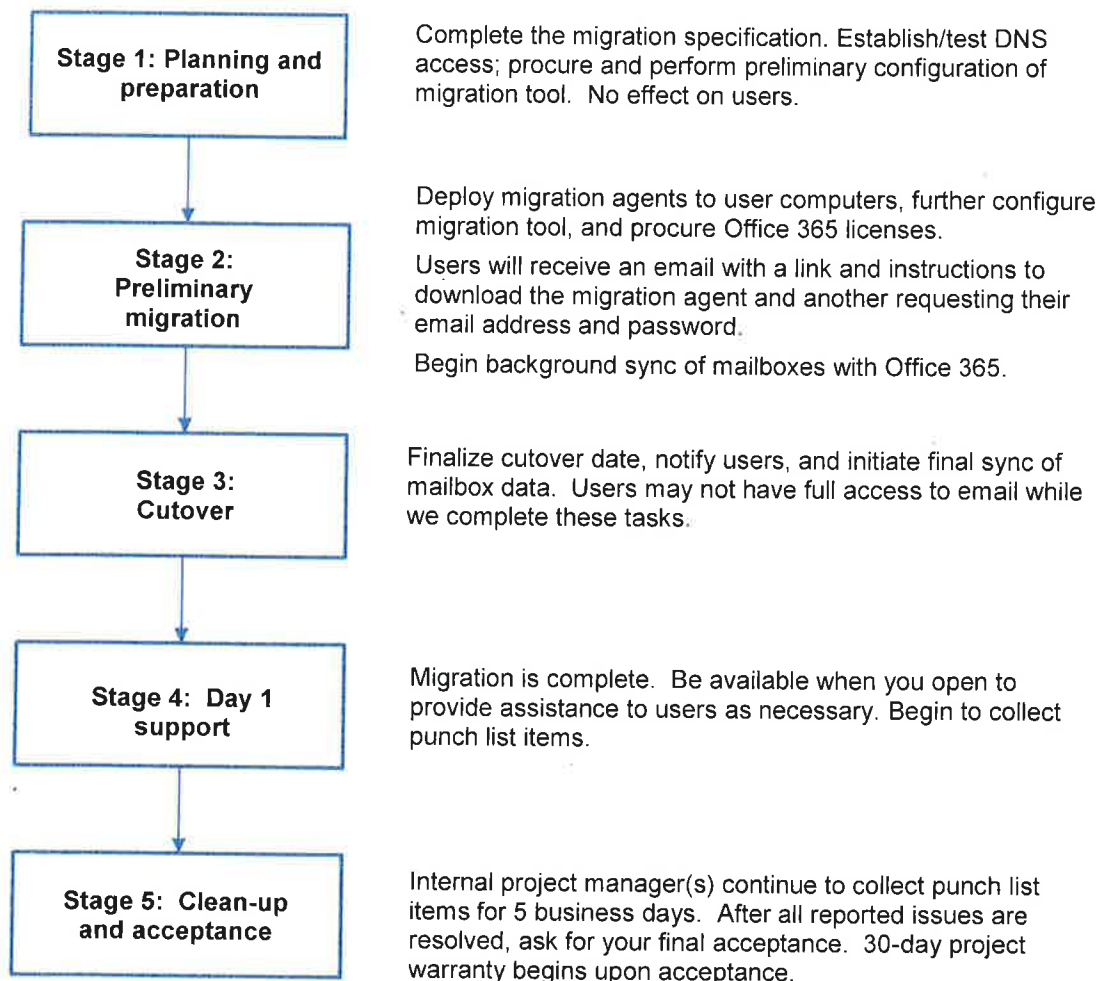 Stage 1: Planning and
preparation
Complete the migration specification. Establish/test DNS
access; procure and perform preliminary configuration of
migration tool. No effect on users.
Stage 2:
Preliminary
migration
Deploy migration agents to user computers, further configure
migration tool, and procure Office 365 licenses.
Users will receive an email with a link and instructions to
download the migration agent and another requesting their
email address and password.
Begin background sync of mailboxes with Office 365.
Stage 3:
Cutover
Finalize cutover date, notify users, and initiate final sync of
mailbox data. Users may not have full access to email while
we complete these tasks.
Stage 4: Day 1
support
Migration is complete. Be available when you open to
provide assistance to users as necessary. Begin to collect
punch list items.
Stage 5: Clean-up
and acceptance
Internal project manager(s) continue to collect punch list
items for 5 business days. After all reported issues are
resolved, ask for your final acceptance. 30-day project
warranty begins upon acceptance.